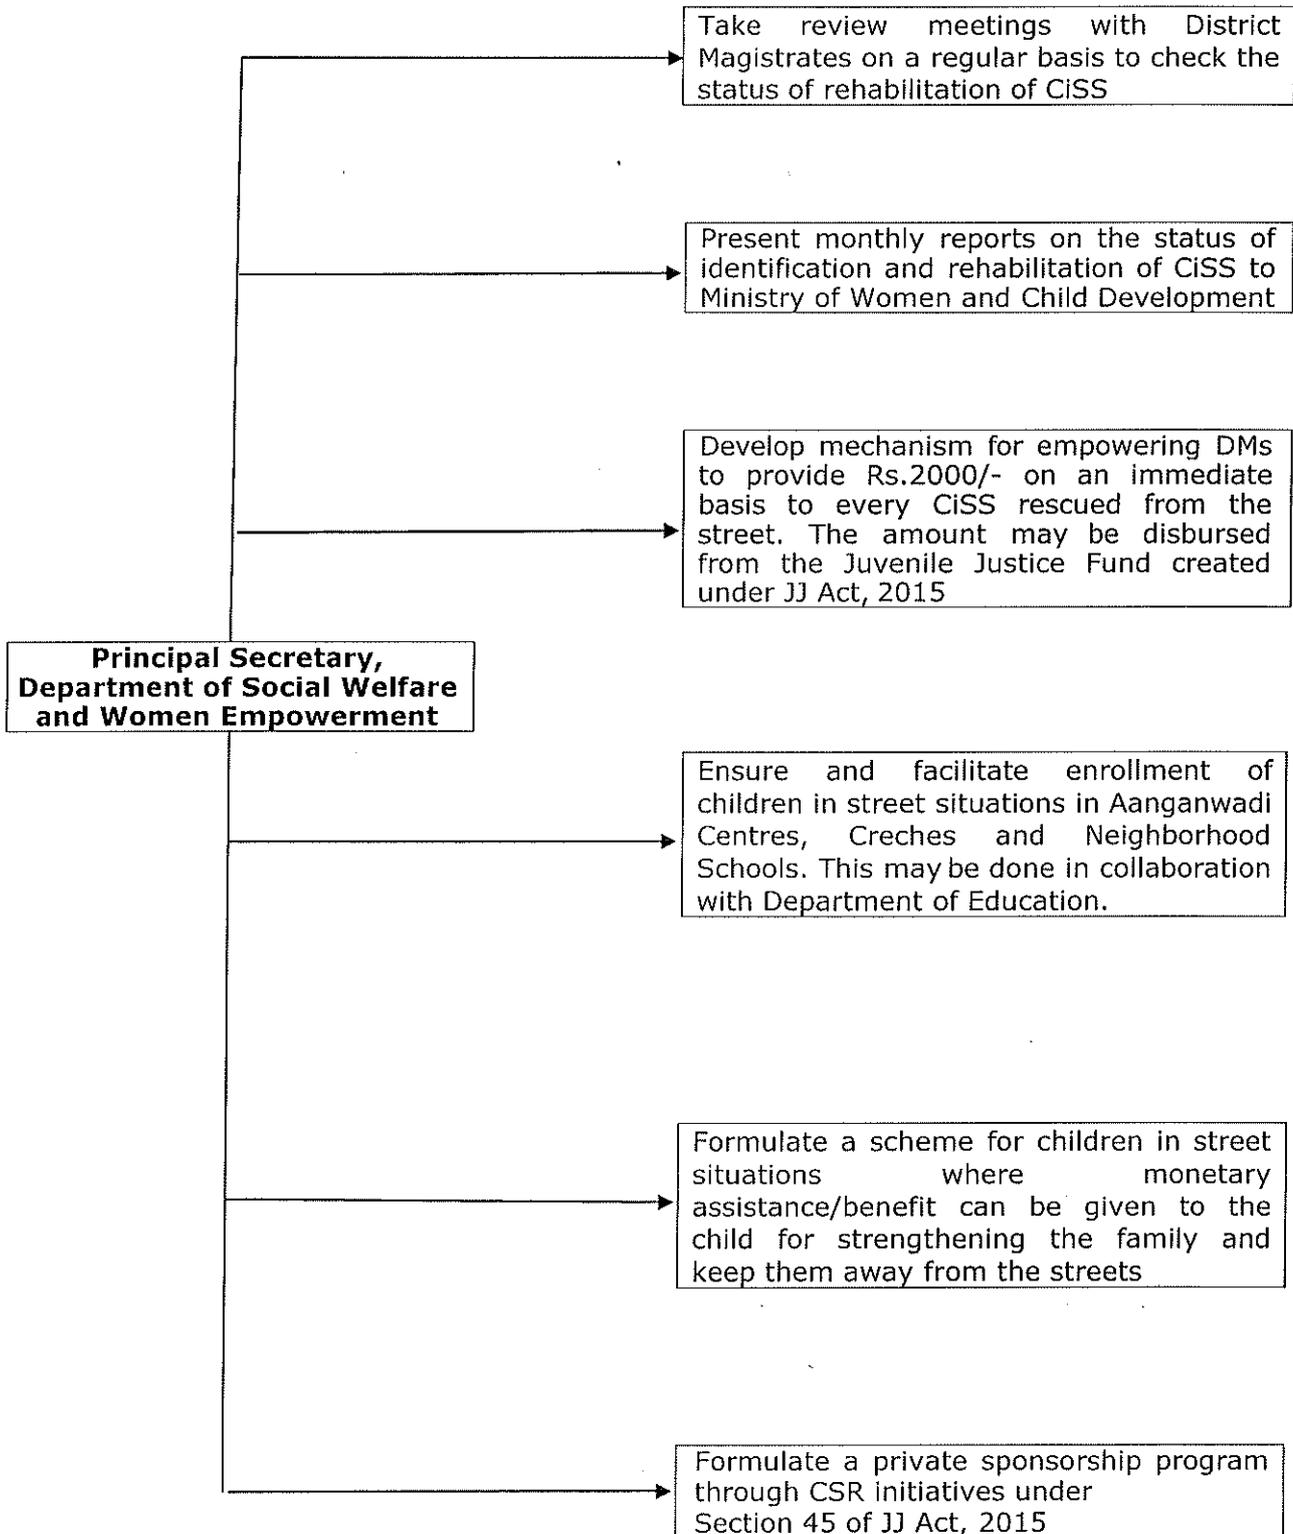 Take review meetings with District
Magistrates on a regular basis to check the
status of rehabilitation of CiSS
Present monthly reports on the status of
identification and rehabilitation of CiSS to
Ministry of Women and Child Development
Develop mechanism for empowering DMs
to provide Rs.2000/- on an immediate
basis to every CiSS rescued from the
street. The amount may be disbursed
from the Juvenile Justice Fund created
under JJ Act, 2015
Principal Secretary,
Department of Social Welfare
and Women Empowerment
Ensure and facilitate enrollment of
children in street situations in Aanganwadi
Centres, Creches and Neighborhood
Schools. This may be done in collaboration
with Department of Education.
Formulate a scheme for children in street
situations where monetary
assistance/benefit can be given to the
child for strengthening the family and
keep them away from the streets
Formulate a private sponsorship program
through CSR initiatives under
Section 45 of JJ Act, 2015